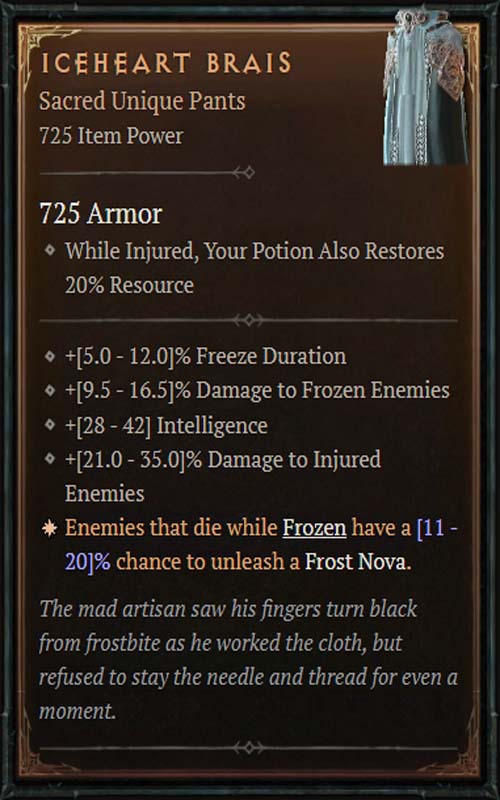 ICEHEART BRAIS
Sacred Unique Pants
725 Item Power
725 Armor
While Injured, Your Potion Also Restores
20% Resource
+[5.0 - 12.0]% Freeze Duration
+[9.5 - 16.5]% Damage to Frozen Enemies
+[28 - 42] Intelligence
+[21.0 - 35.0]% Damage to Injured
Enemies
Enemies that die while Frozen have a [11 -
20]% chance to unleash a Frost Nova.
The mad artisan saw his fingers turn black
from frostbite as he worked the cloth, but
refused to stay the needle and thread for even a
moment.